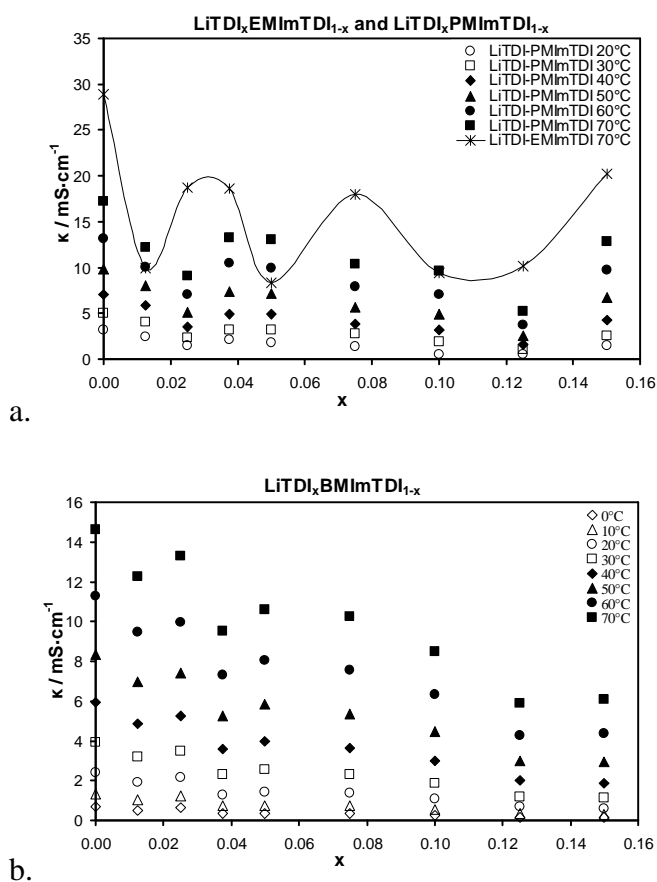 LiTDIₓEMImTDI₁₋ₓ and LiTDIₓPMImTDI₁₋ₓ
κ / mS·cm⁻¹
35
30
25
20
15
10
5
0
LiTDI-PMImTDI 20°C
LiTDI-PMImTDI 30°C
LiTDI-PMImTDI 40°C
LiTDI-PMImTDI 50°C
LiTDI-PMImTDI 60°C
LiTDI-PMImTDI 70°C
LiTDI-EMImTDI 70°C
0.00 0.02 0.04 0.06 0.08 0.10 0.12 0.14 0.16
x
a.
LiTDIₓBMImTDI₁₋ₓ
κ / mS·cm⁻¹
16
14
12
10
8
6
4
2
0
0°C
10°C
20°C
30°C
40°C
50°C
60°C
70°C
0.00 0.02 0.04 0.06 0.08 0.10 0.12 0.14 0.16
x
b.